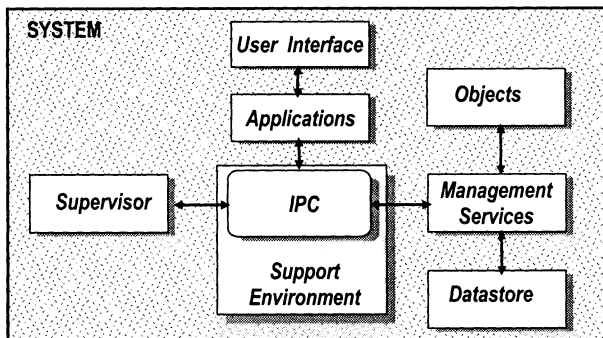 SYSTEM
User Interface
Applications
Objects
Supervisor
IPC
Management
Services
Support
Environment
Datastore